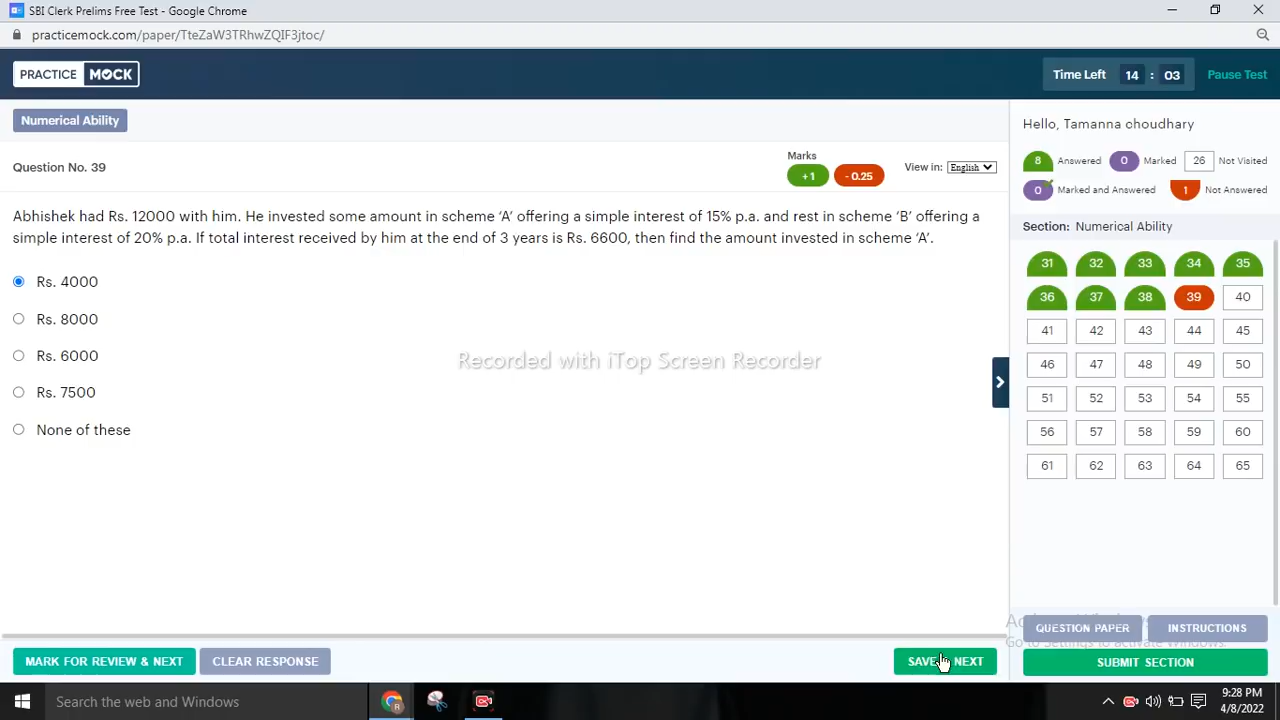 SBI Clerk Prelims Free Test - Google Chrome
practicemock.com/paper/TteZaW3TRhwZQIF3jtoc/
PRACTICE MOCK
Time Left 14 : 03 Pause Test
Numerical Ability
Hello, Tamanna choudhary
Question No. 39
Marks
+ 1 - 0.25
View in: English
8 Answered 0 Marked 26 Not Visited
0 Marked and Answered 1 Not Answered
Abhishek had Rs. 12000 with him. He invested some amount in scheme ‘A’ offering a simple interest of 15% p.a. and rest in scheme ‘B’ offering a
simple interest of 20% p.a. If total interest received by him at the end of 3 years is Rs. 6600, then find the amount invested in scheme ‘A’.
Rs. 4000
Rs. 8000
Rs. 6000
Rs. 7500
None of these
Section: Numerical Ability
31 32 33 34 35
36 37 38 39 40
41 42 43 44 45
46 47 48 49 50
51 52 53 54 55
56 57 58 59 60
61 62 63 64 65
Recorded with iTop Screen Recorder
QUESTION PAPER INSTRUCTIONS
Go to Settings to activate Windows.
MARK FOR REVIEW & NEXT CLEAR RESPONSE SAVE NEXT
SUBMIT SECTION
Search the web and Windows
9:28 PM
4/8/2022